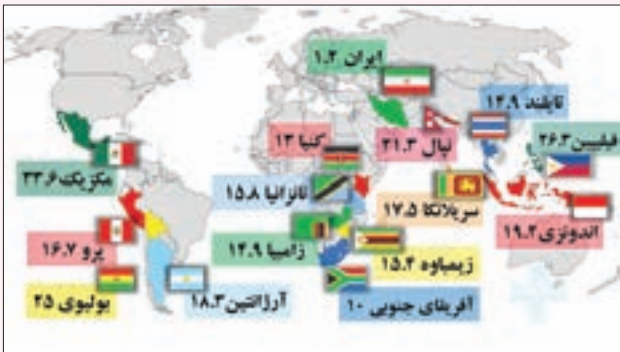 ایران ۱.۲
تایلند ۱۴.۹
کنیا ۱۳
نپال ۲۱.۳
فیلیپین ۲۶.۳
مکزیک ۳۳.۶
تانزانیا ۱۵.۸
سریلانکا ۱۷.۵
اندونزی ۱۹.۲
پرو ۱۶.۷
زامبیا ۱۴.۹
زیمباوه ۱۵.۴
بولیوی ۲۵
آرژانتین ۱۸.۳
آفریقای جنوبی ۱۰